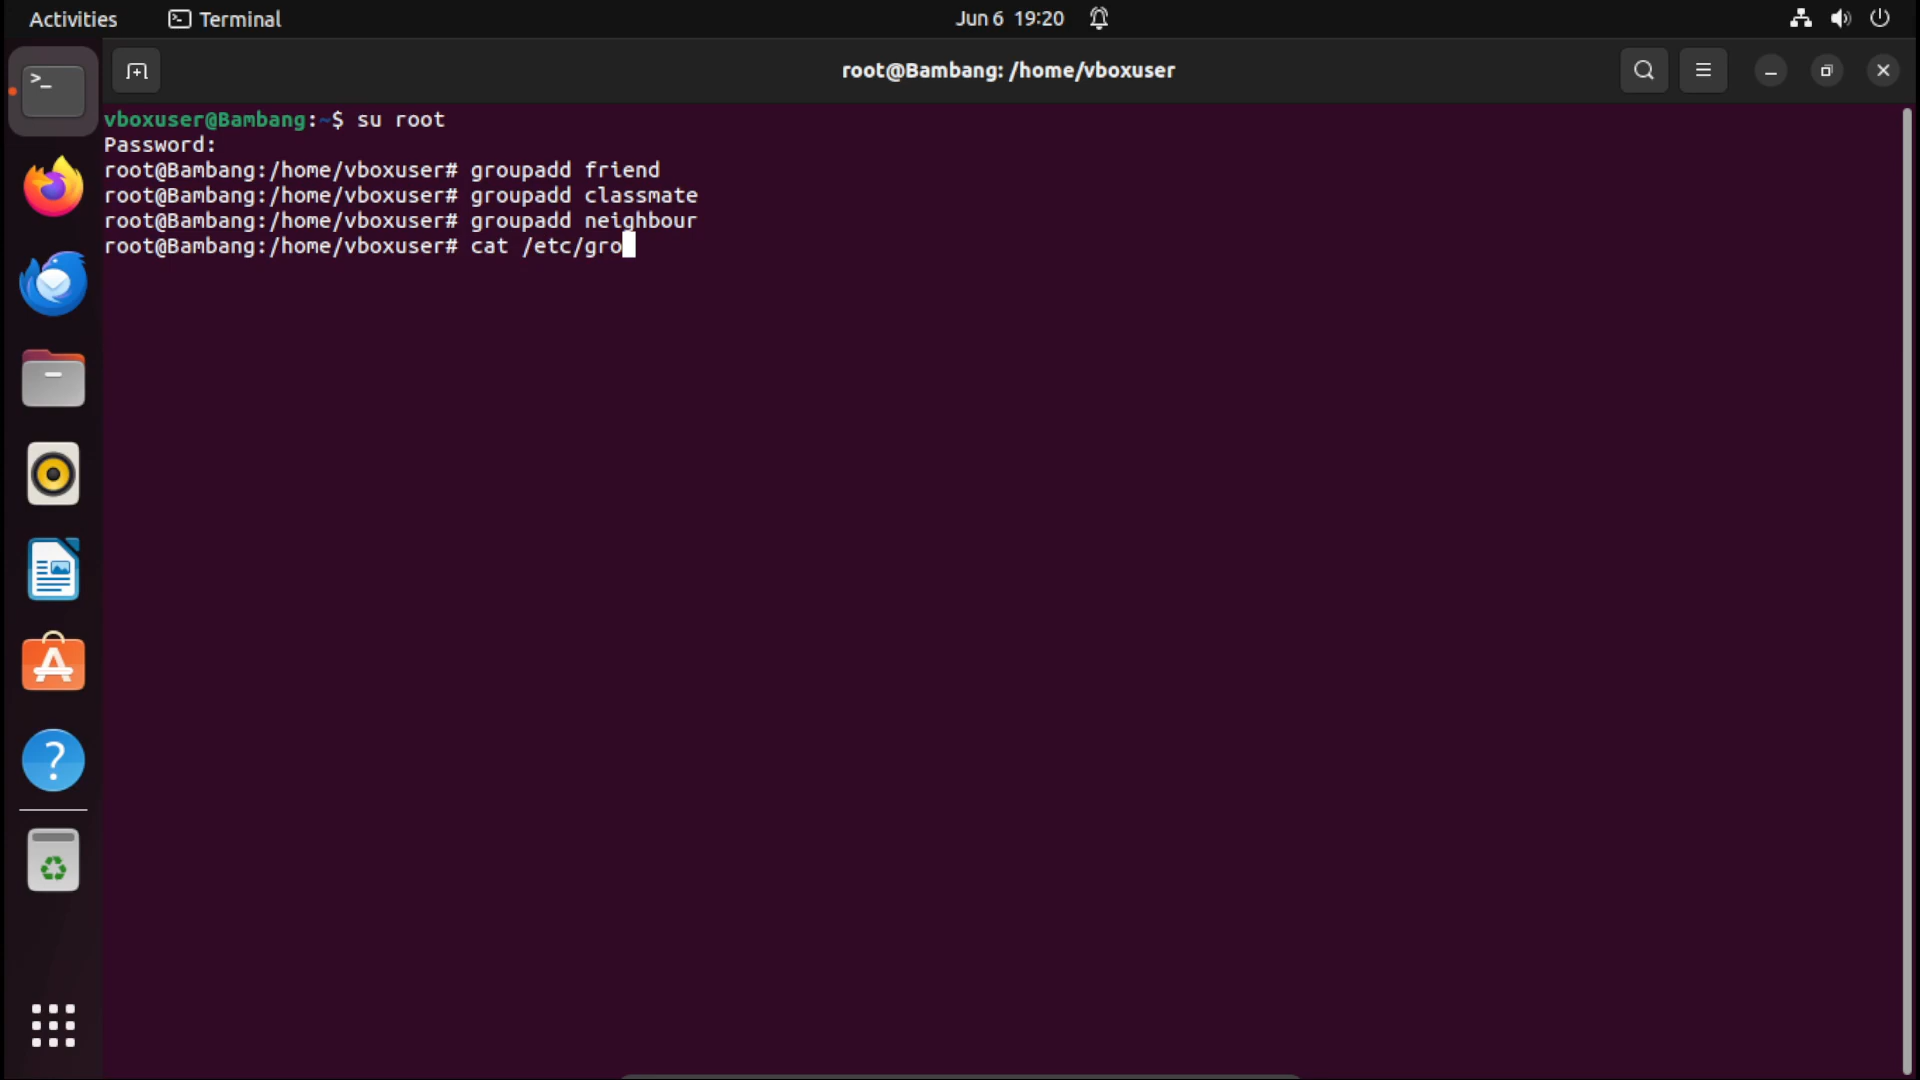 Activities Terminal Jun 6 19:20
root@Bambang: /home/vboxuser
vboxuser@Bambang:~$ su root
Password:
root@Bambang:/home/vboxuser# groupadd friend
root@Bambang:/home/vboxuser# groupadd classmate
root@Bambang:/home/vboxuser# groupadd neighbour
root@Bambang:/home/vboxuser# cat /etc/gro